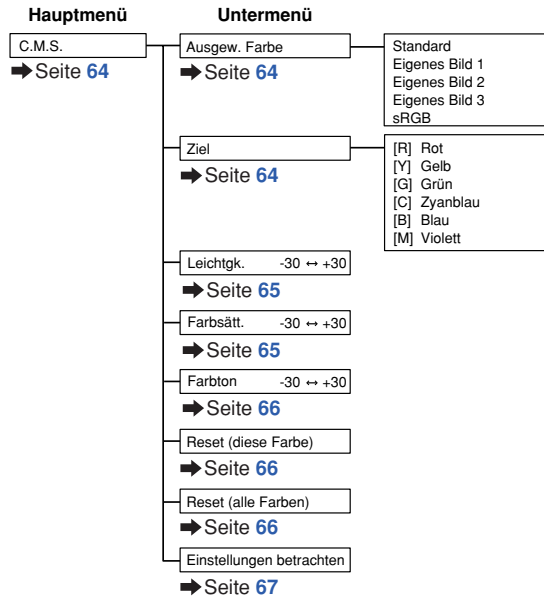 Hauptmenü Untermenü
C.M.S.
➡Seite 64
Ausgew. Farbe
➡Seite 64
Standard
Eigenes Bild 1
Eigenes Bild 2
Eigenes Bild 3
sRGB
Ziel
➡Seite 64
[R] Rot
[Y] Gelb
[G] Grün
[C] Zyanblau
[B] Blau
[M] Violett
Leichtgk. -30 ↔ +30
➡Seite 65
Farbsätt. -30 ↔ +30
➡Seite 65
Farbton -30 ↔ +30
➡Seite 66
Reset (diese Farbe)
➡Seite 66
Reset (alle Farben)
➡Seite 66
Einstellungen betrachten
➡Seite 67